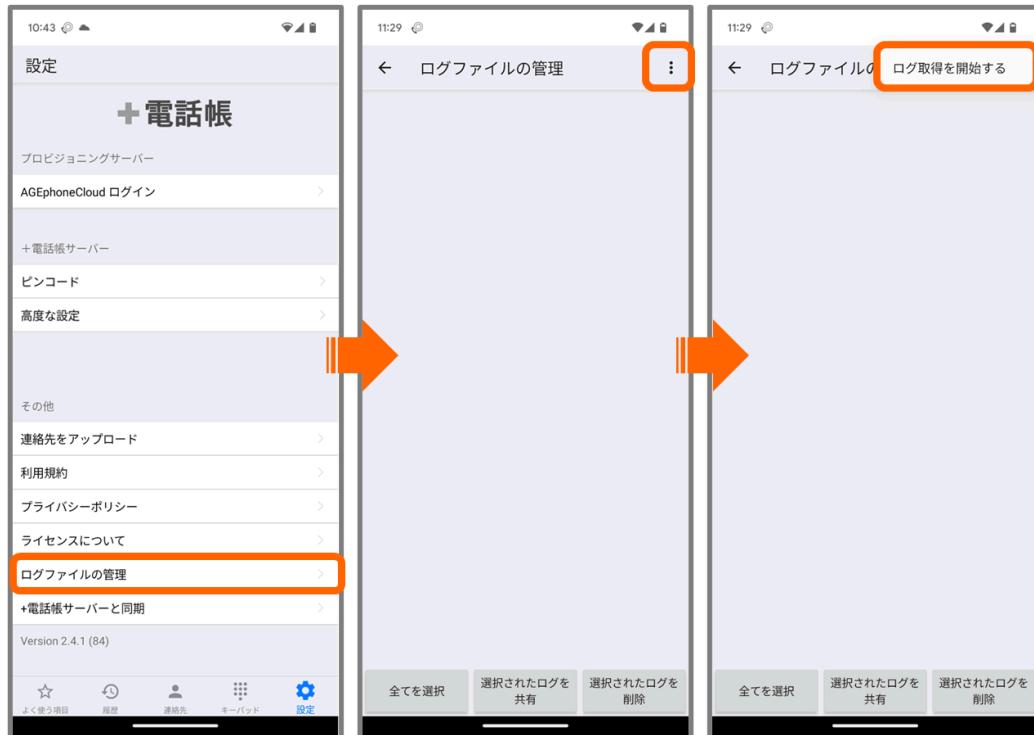 10:43
設定
+電話帳
プロビジョニングサーバー
AGEphoneCloud ログイン
+電話帳サーバー
ピンコード
高度な設定
その他
連絡先をアップロード
利用規約
プライバシーポリシー
ライセンスについて
ログファイルの管理
+電話帳サーバーと同期
Version 2.4.1 (84)
よく使う項目
履歴
連絡先
キーパッド
設定
11:29
ログファイルの管理
全てを選択
選択されたログを
共有
選択されたログを
削除
11:29
ログファイルの
ログ取得を開始する
全てを選択
選択されたログを
共有
選択されたログを
削除